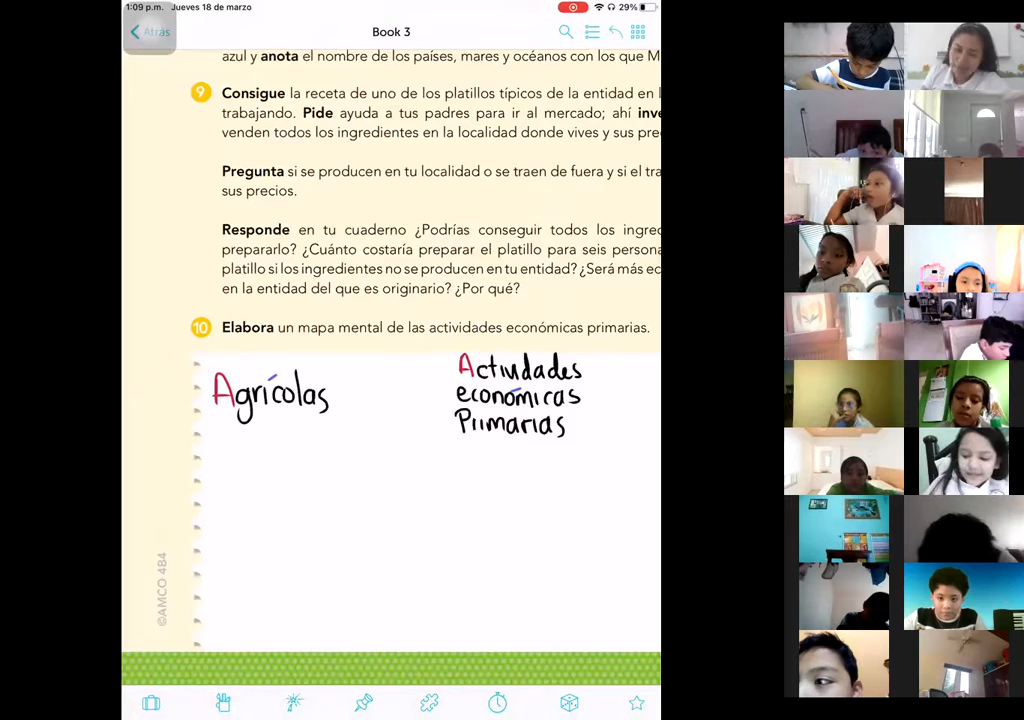 1:09 p.m. Jueves 18 de marzo
29%
Atrás
Book 3
azul y anota el nombre de los países, mares y océanos con los que M
9 Consigue la receta de uno de los platillos típicos de la entidad en l
trabajando. Pide ayuda a tus padres para ir al mercado; ahí inve
venden todos los ingredientes en la localidad donde vives y sus pre
Pregunta si se producen en tu localidad o se traen de fuera y si el tra
sus precios.
Responde en tu cuaderno ¿Podrías conseguir todos los ingred
prepararlo? ¿Cuánto costaría preparar el platillo para seis persona
platillo si los ingredientes no se producen en tu entidad? ¿Será más ec
en la entidad del que es originario? ¿Por qué?
10 Elabora un mapa mental de las actividades económicas primarias.
Agrícolas
Actividades
económicas
Primarias
©AMCO 4B4